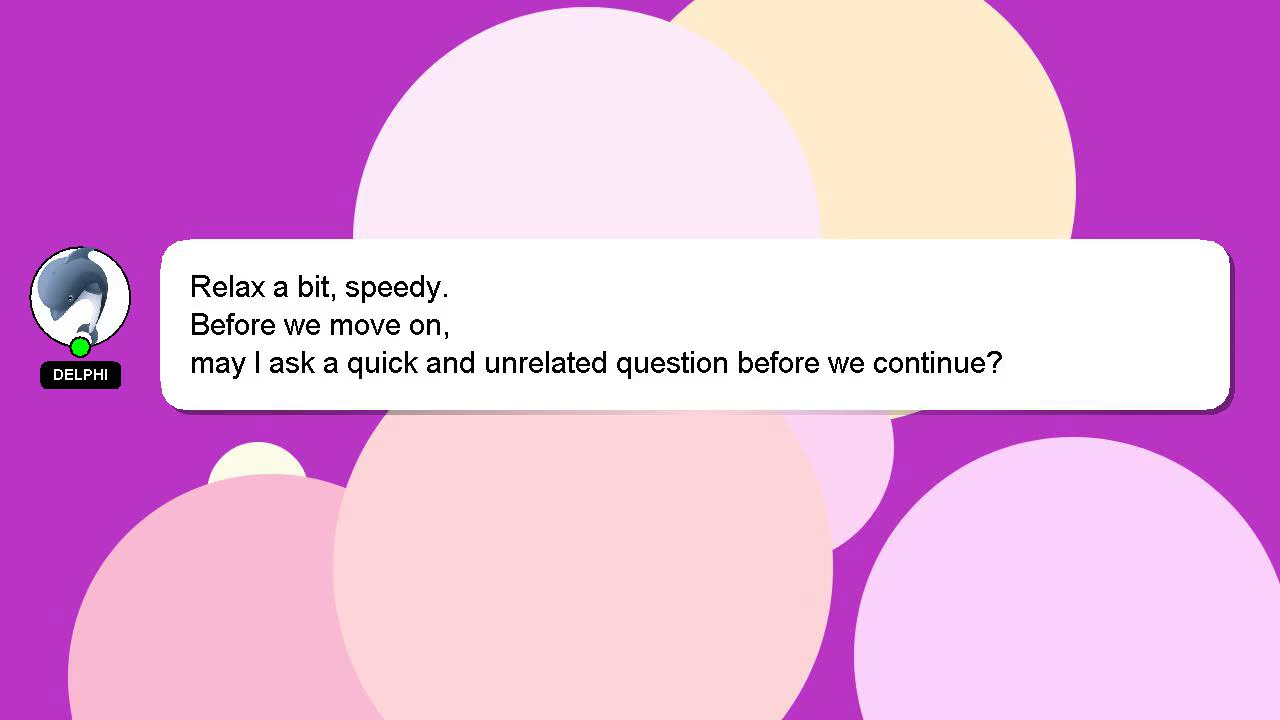 Relax a bit, speedy.
Before we move on,
may I ask a quick and unrelated question before we continue?
DELPHI